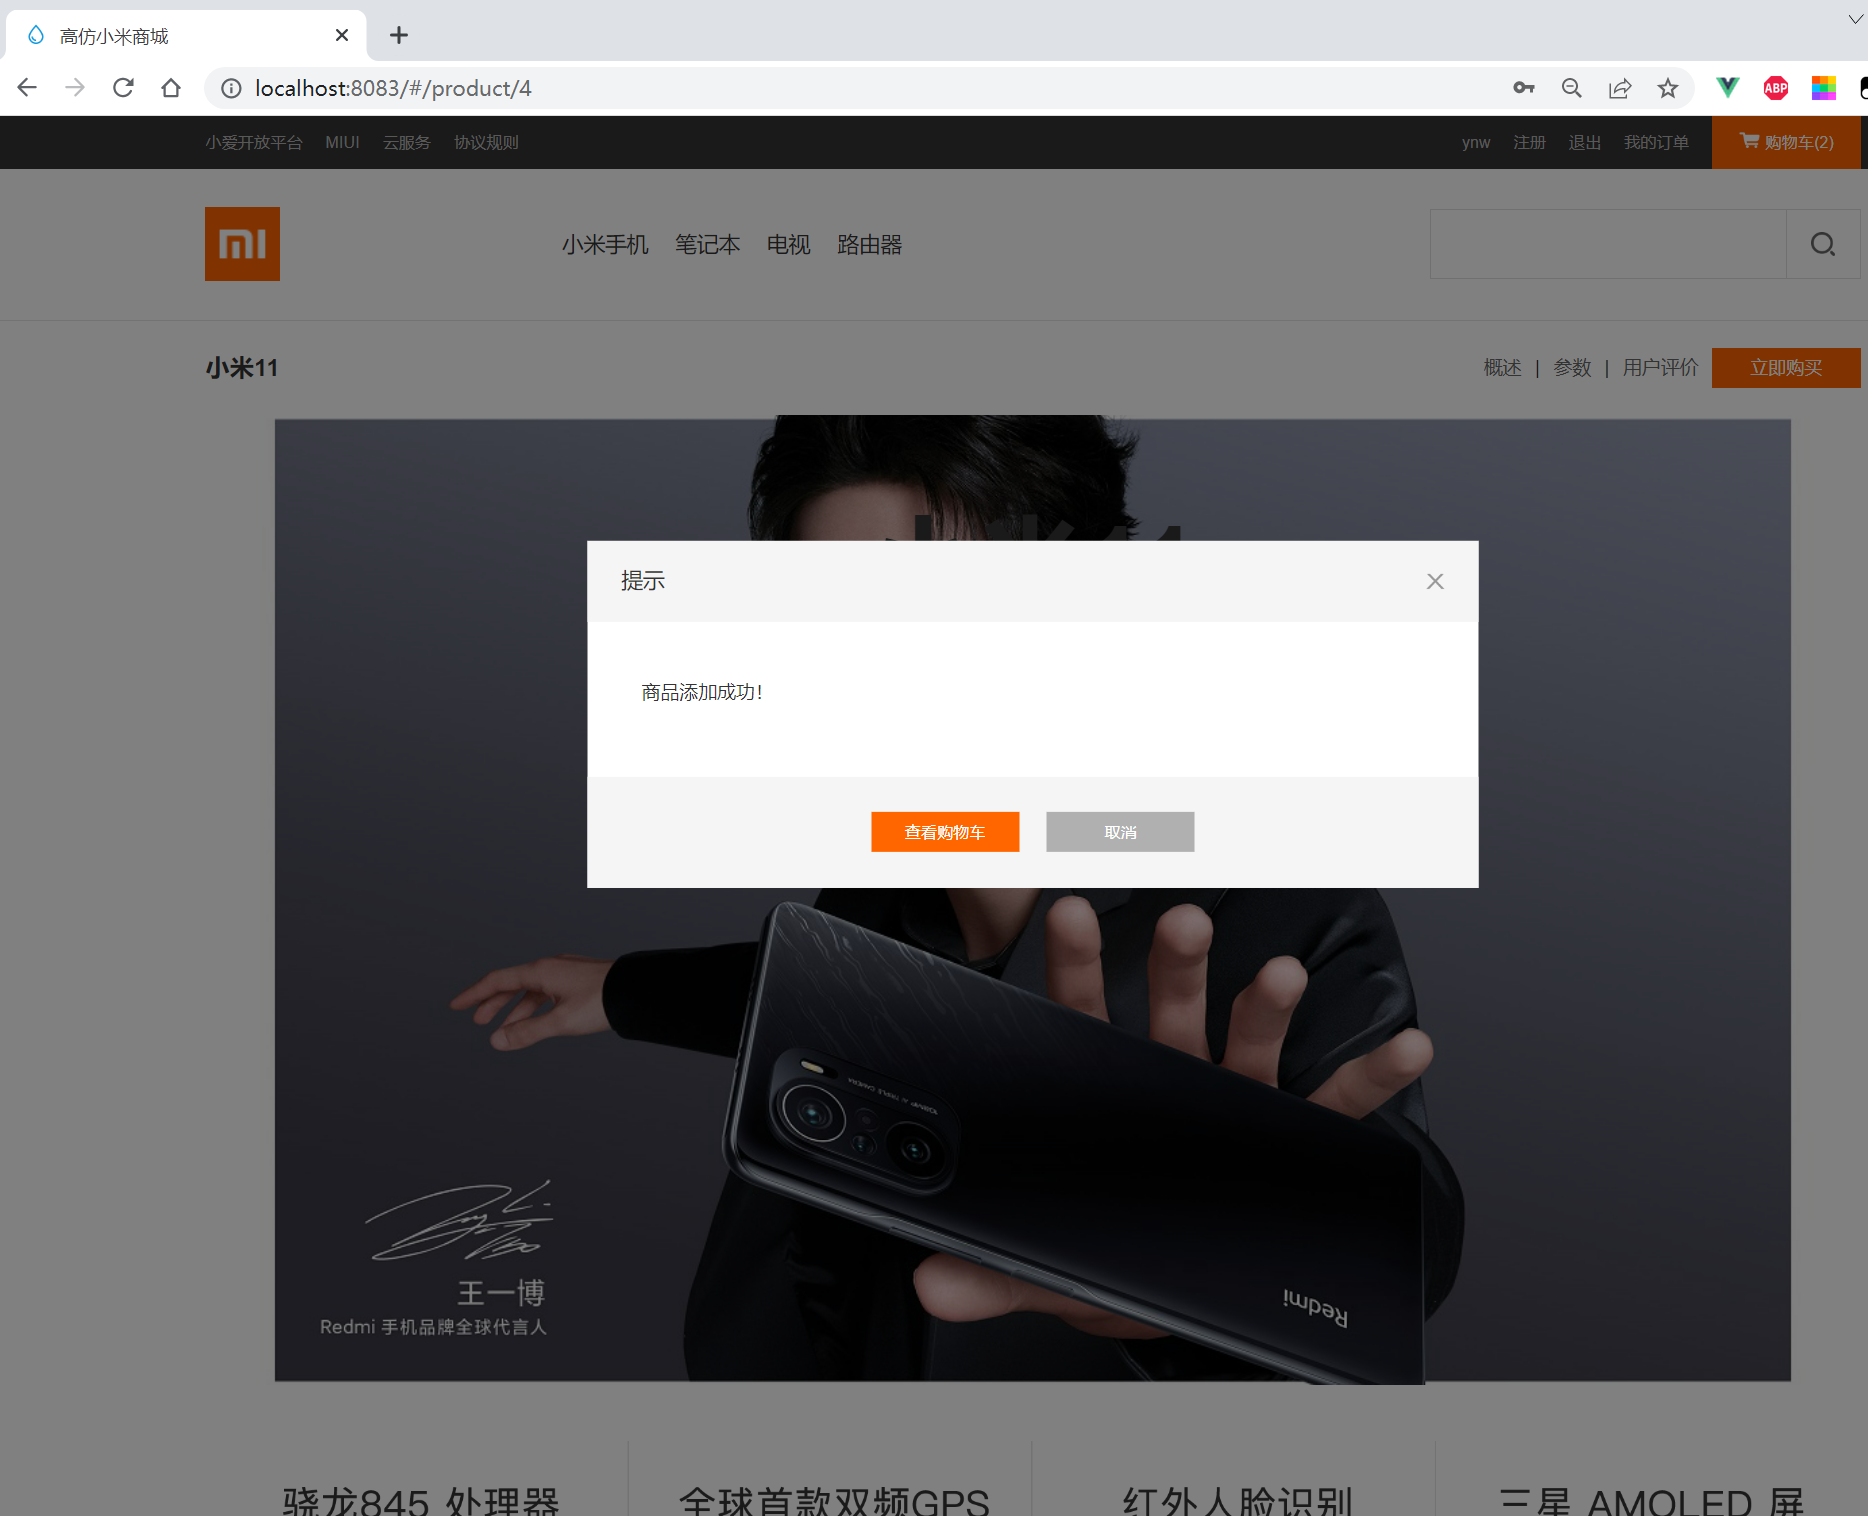 高仿小米商城
localhost:8083/#/product/4
ABP
小爱开放平台 MIUI 云服务 协议规则 ynw 注册 退出 我的订单 购物车(2)
mi 小米手机 笔记本 电视 路由器
小米11 概述 | 参数 | 用户评价 立即购买
提示
商品添加成功!
查看购物车 取消
108MP AI TRIPLE CAMERA
Redmi
王一博
Redmi 手机品牌全球代言人
骁龙845 处理器 全球首款双频GPS 红外人脸识别 三星 AMOLED 屏